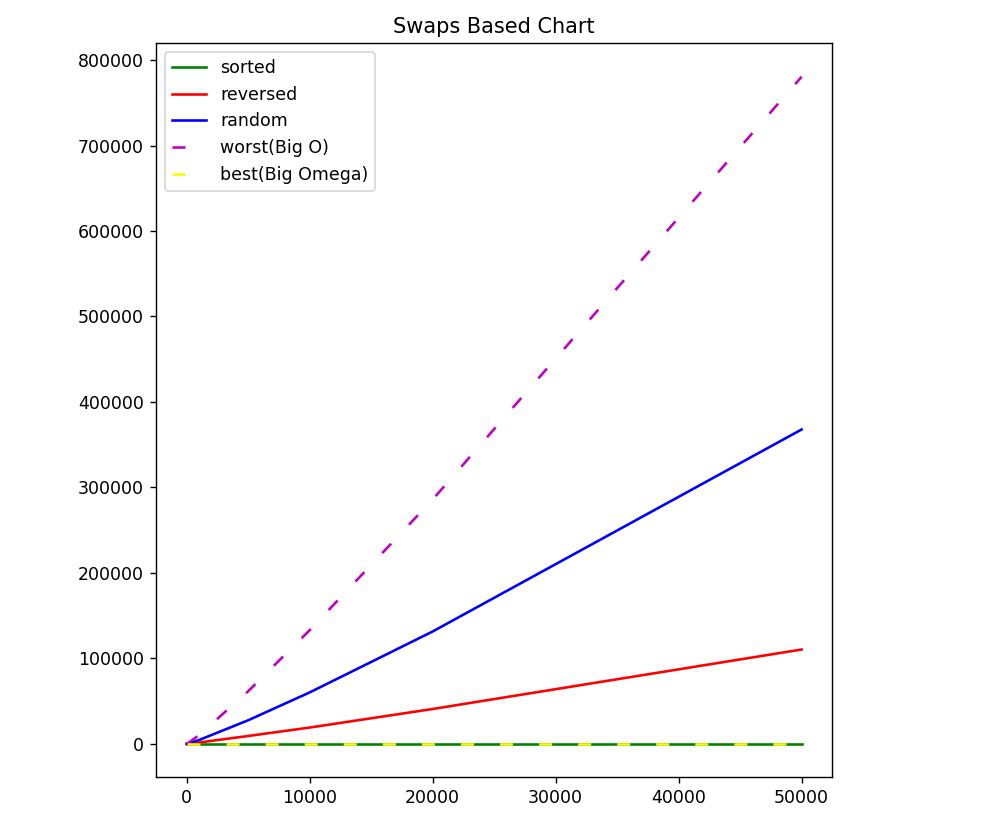 Swaps Based Chart
800000
700000
600000
500000
400000
300000
200000
100000
0
sorted
reversed
random
worst(Big O)
best(Big Omega)
0 10000 20000 30000 40000 50000